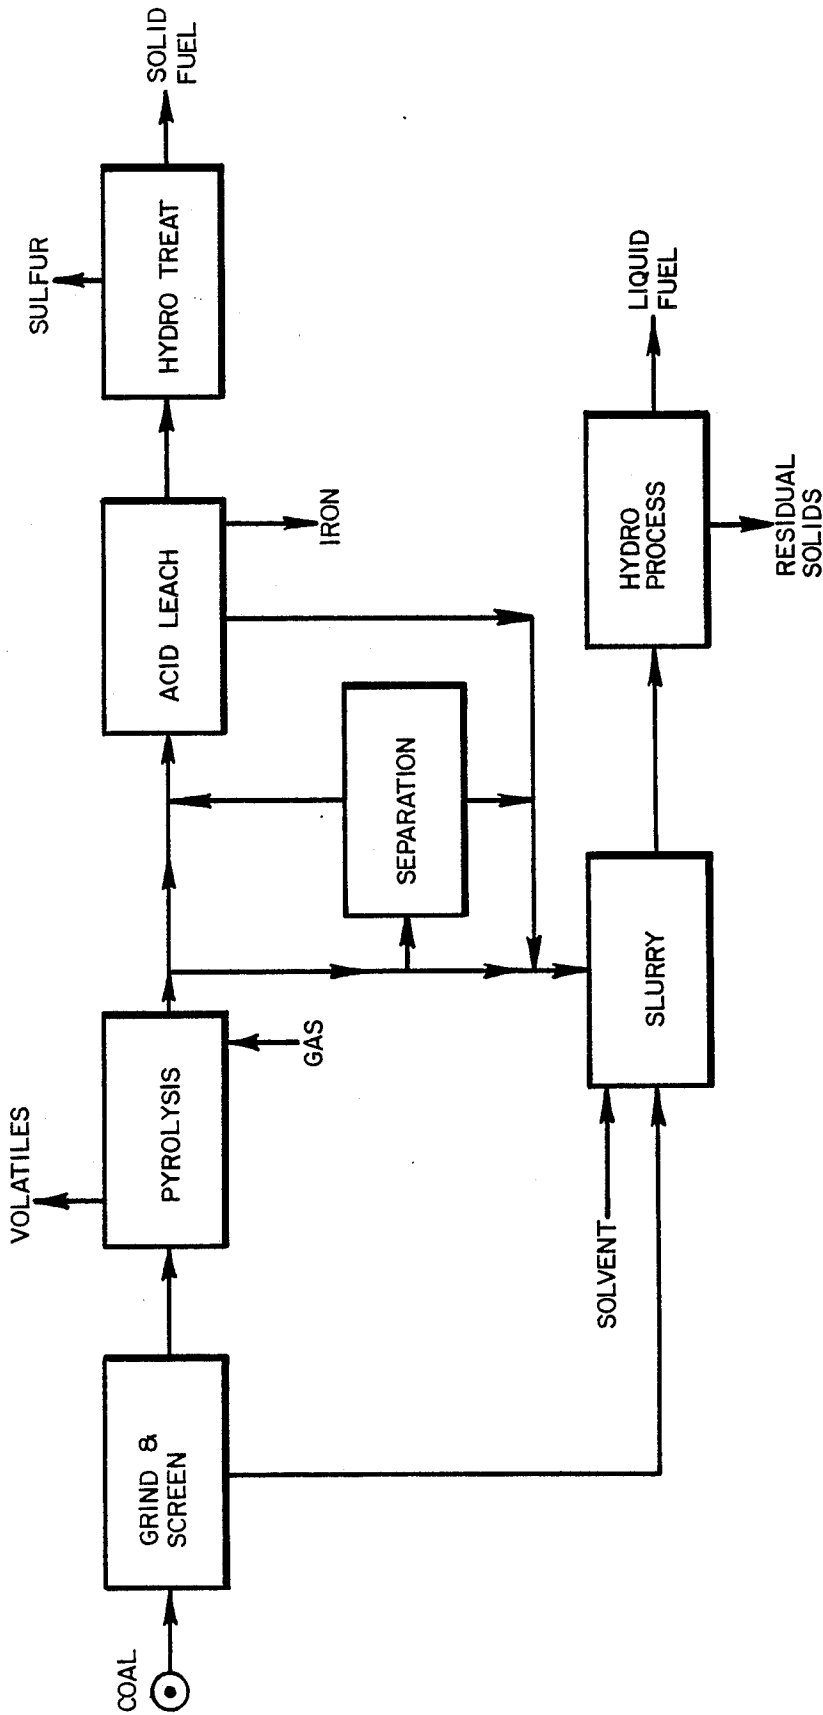 COAL
GRIND &
SCREEN
VOLATILES
PYROLYSIS
GAS
SEPARATION
ACID LEACH
IRON
SULFUR
HYDRO TREAT
SOLID
FUEL
SOLVENT
SLURRY
HYDRO
PROCESS
RESIDUAL
SOLIDS
LIQUID
FUEL